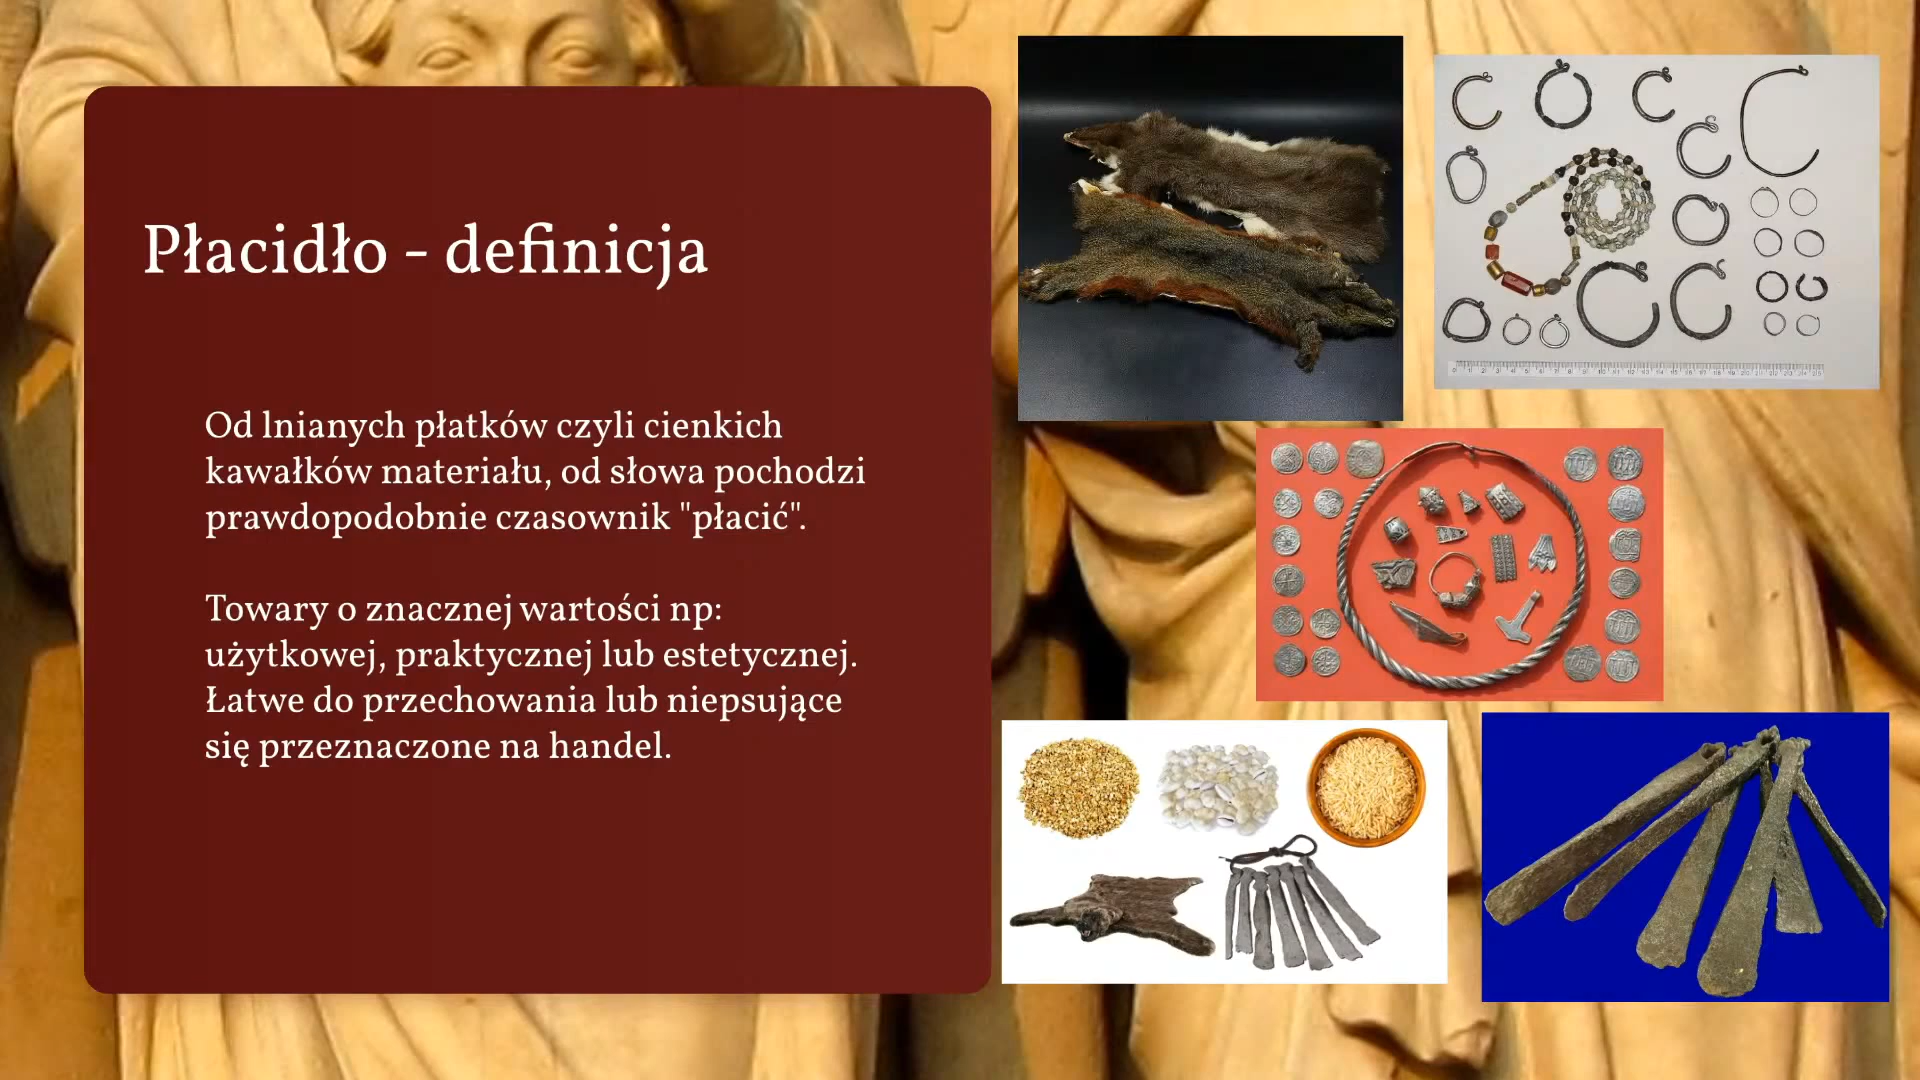 Płacidło - definicja
Od lnianych płatków czyli cienkich
kawałków materiału, od słowa pochodzi
prawdopodobnie czasownik "płacić".
Towary o znacznej wartości np:
użytkowej, praktycznej lub estetycznej.
Łatwe do przechowania lub niepsujące
się przeznaczone na handel.